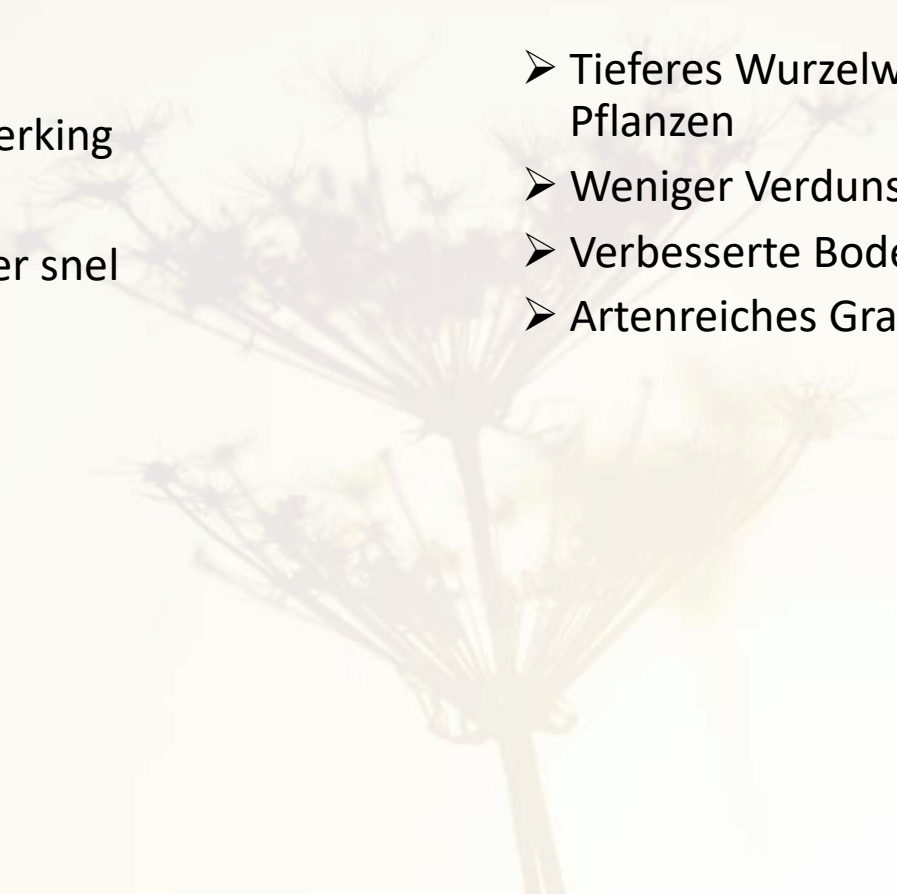 erking
er snel
➢ Tieferes Wurzelw
Pflanzen
➢ Weniger Verduns
➢ Verbesserte Bode
➢ Artenreiches Gra